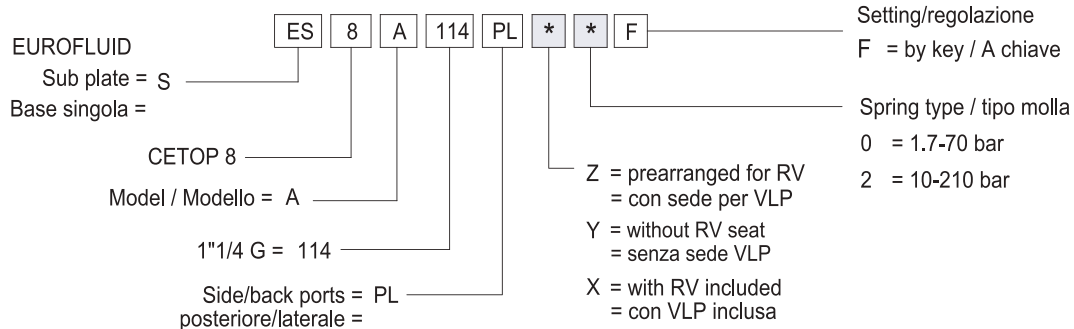 ES 8 A 114 PL * * F
EUROFLUID
Sub plate = S
Base singola =
CETOP 8
Model / Modello = A
1"1/4 G = 114
Side/back ports = PL
posteriore/laterale =
Z = prearranged for RV
= con sede per VLP
Y = without RV seat
= senza sede VLP
X = with RV included
= con VLP inclusa
Setting/regolazione
F = by key / A chiave
Spring type / tipo molla
0 = 1.7-70 bar
2 = 10-210 bar